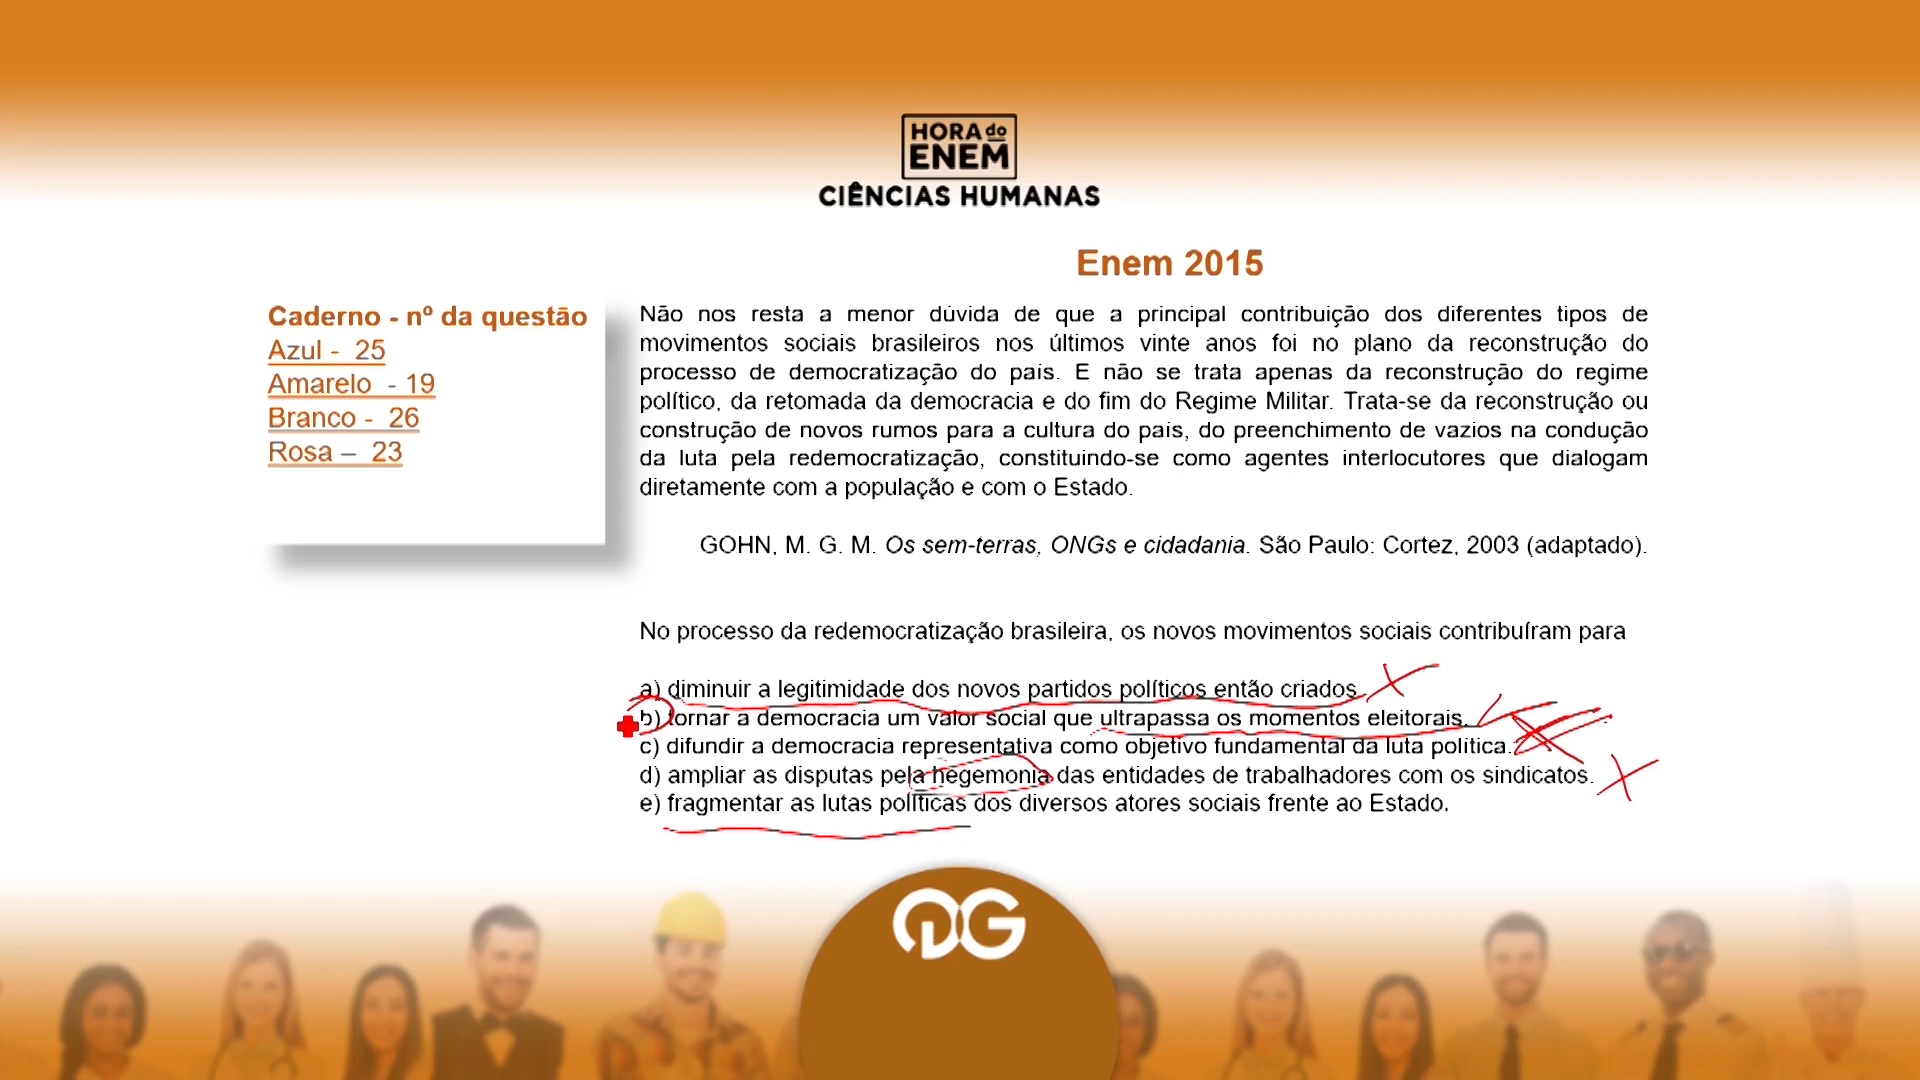 HORA do
ENEM
CIÊNCIAS HUMANAS
Enem 2015
Caderno - nº da questão
Azul - 25
Amarelo - 19
Branco - 26
Rosa – 23
Não nos resta a menor dúvida de que a principal contribuição dos diferentes tipos de
movimentos sociais brasileiros nos últimos vinte anos foi no plano da reconstrução do
processo de democratização do país. E não se trata apenas da reconstrução do regime
político, da retomada da democracia e do fim do Regime Militar. Trata-se da reconstrução ou
construção de novos rumos para a cultura do país, do preenchimento de vazios na condução
da luta pela redemocratização, constituindo-se como agentes interlocutores que dialogam
diretamente com a população e com o Estado.
GOHN, M. G. M. Os sem-terras, ONGs e cidadania. São Paulo: Cortez, 2003 (adaptado).
No processo da redemocratização brasileira, os novos movimentos sociais contribuíram para
a) diminuir a legitimidade dos novos partidos políticos então criados.
b) tornar a democracia um valor social que ultrapassa os momentos eleitorais.
c) difundir a democracia representativa como objetivo fundamental da luta política.
d) ampliar as disputas pela hegemonia das entidades de trabalhadores com os sindicatos.
e) fragmentar as lutas políticas dos diversos atores sociais frente ao Estado.
QG